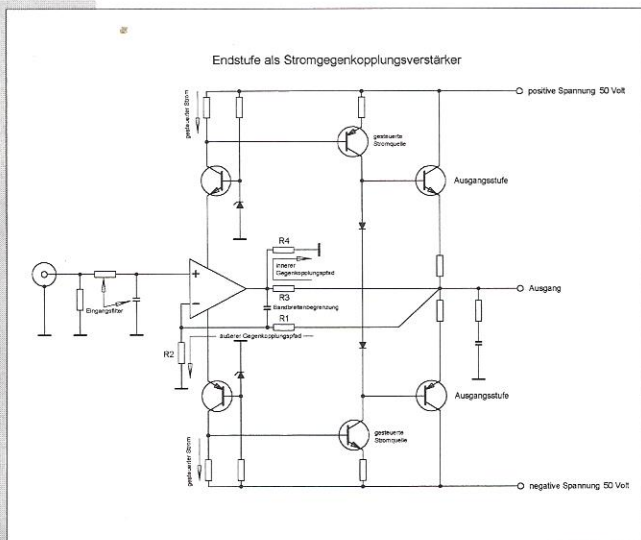 Endstufe als Stromgegenkopplungsverstärker
positive Spannung 50 Volt
gesteuerter Strom
gesteuerte
Stromquelle
Ausgangsstufe
R4
innerer
Gegenkopplungspfad
+
−
R3
Ausgang
Bandbreitenbegrenzung
Eingangsfilter
R1
äußerer Gegenkopplungspfad
R2
Ausgangsstufe
gesteuerte
Stromquelle
gesteuerter Strom
negative Spannung 50 Volt